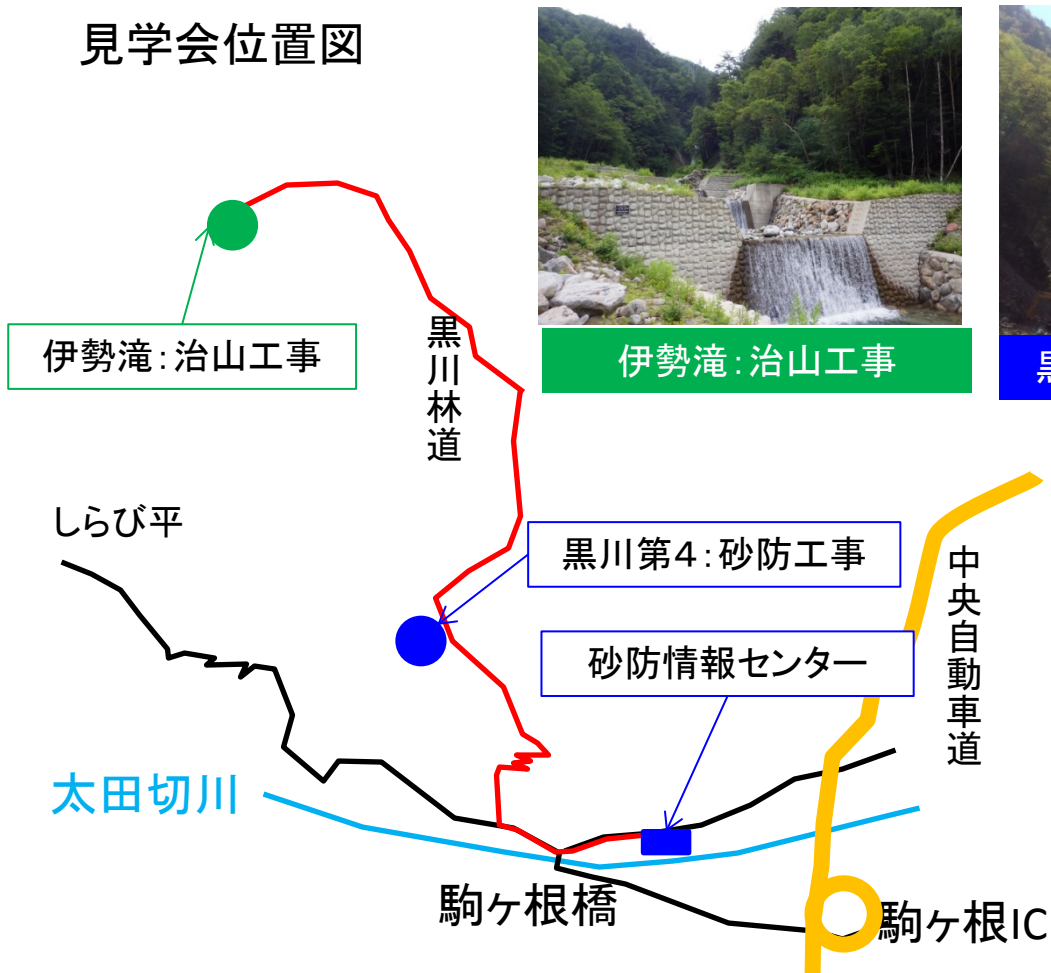 見学会位置図
伊勢滝：治山工事
黒川林道
伊勢滝：治山工事
黒
しらび平
黒川第４：砂防工事
中央自動車道
砂防情報センター
太田切川
駒ヶ根橋
駒ヶ根IC